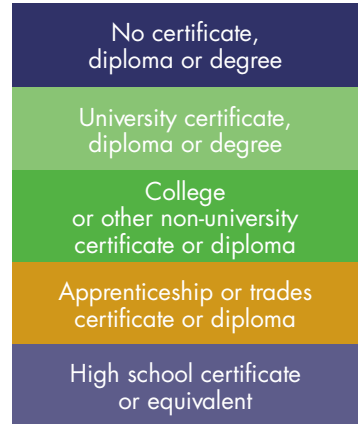 No certificate,
diploma or degree
University certificate,
diploma or degree
College
or other non-university
certificate or diploma
Apprenticeship or trades
certificate or diploma
High school certificate
or equivalent